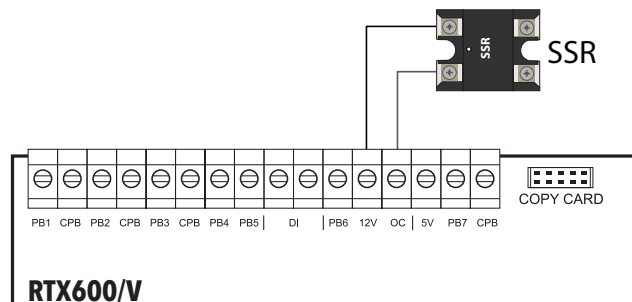 SSR
SSR
PB1 CPB PB2 CPB PB3 CPB PB4 PB5 | DI | PB6 12V OC | 5V PB7 CPB
COPY CARD
RTX600/V